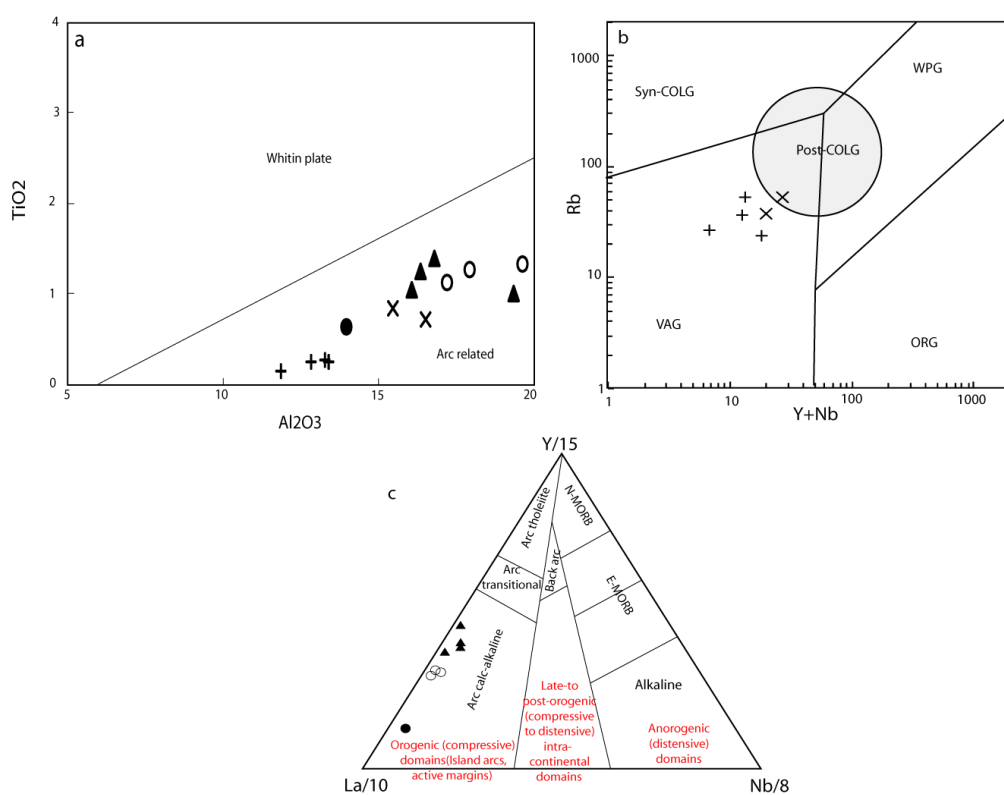 a
4
3
2
1
0
TiO2
Whitin plate
Arc related
5
10
15
20
Al2O3
b
1000
100
10
1
Rb
Syn-COLG
WPG
Post-COLG
VAG
ORG
1
10
100
1000
Y+Nb
c
Y/15
Arc tholeiite
N-MORB
Back arc
Arc
transitional
E-MORB
Arc calc-alkaline
Alkaline
Late-to
post-orogenic
(compressive
to distensive)
intra-
continental
domains
Orogenic (compressive)
domains(Island arcs,
active margins)
Anorogenic
(distensive)
domains
La/10
Nb/8